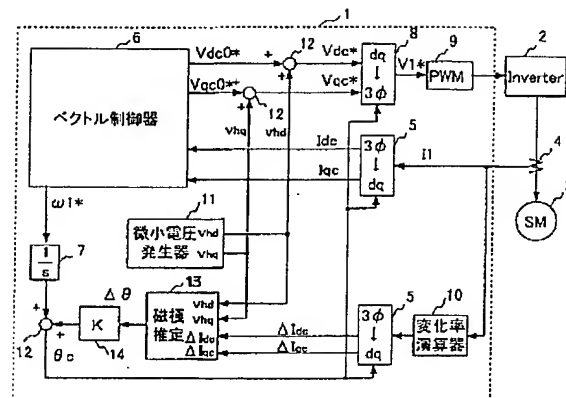 1
6
8
9
2
Vdc0*
+
12
Vdc*
dq
↓
3φ
V1*
PWM
Inverter
+
Vqc0*
+
12
Vqc*
+
ベクトル制御器
vhq
vhd
Idc
Iqc
5
3φ
↓
dq
I1
4
SM
ω1*
11
微小電圧
発生器
vhd
vhq
7
1
s
13
磁極
推定
vhd
vhq
ΔIdc
ΔIqc
ΔIdc
ΔIqc
5
3φ
↓
dq
10
変化率
演算器
Δθ
K
14
+
+
12
θc